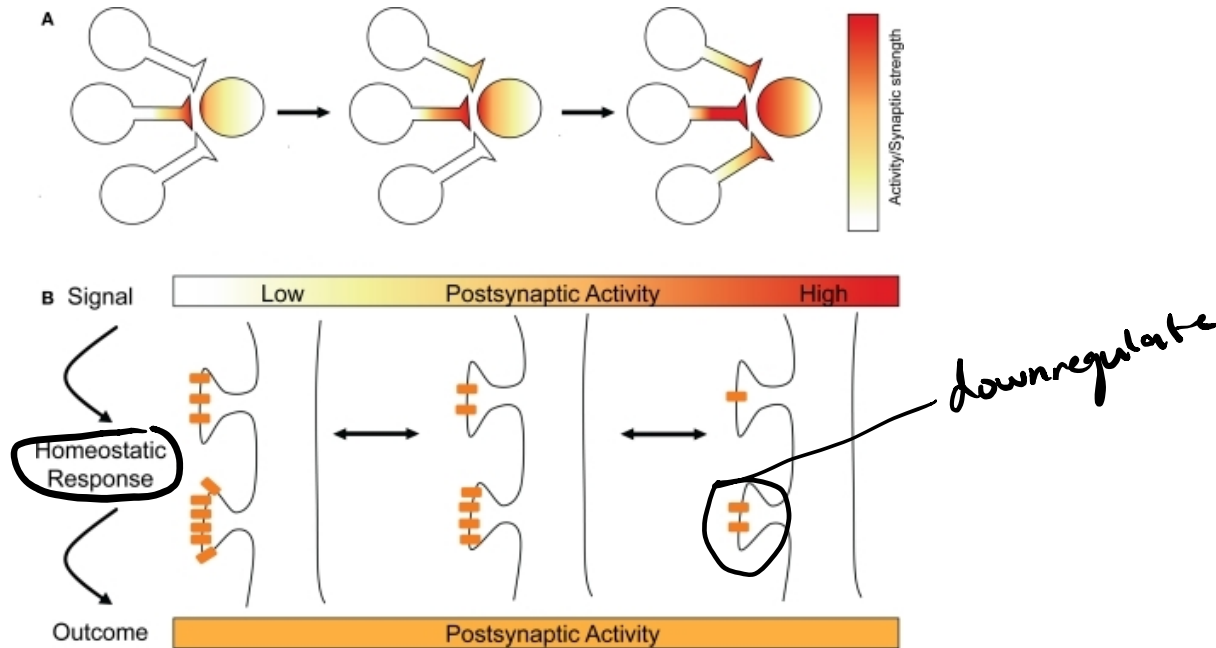 A
Activity/Synaptic strength
B Signal
Low Postsynaptic Activity High
downregulate
Homeostatic
Response
Outcome
Postsynaptic Activity